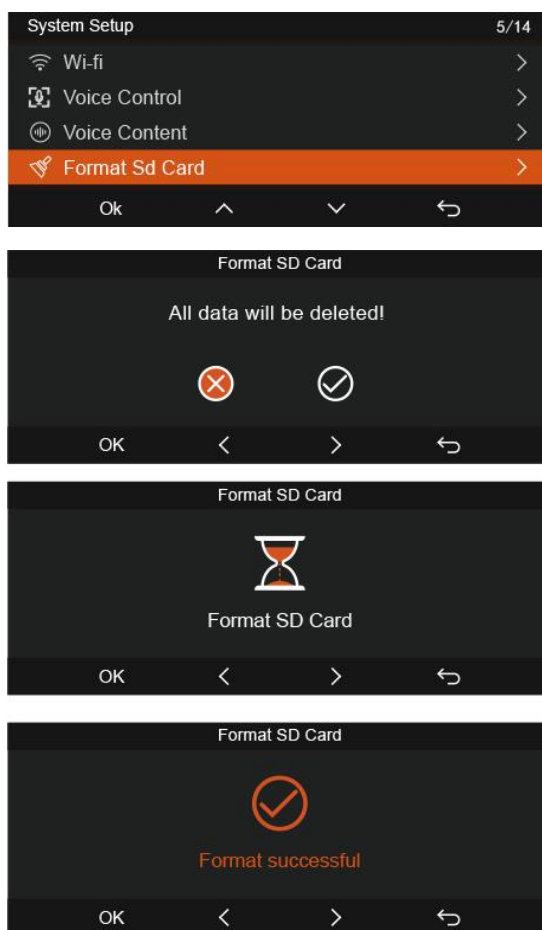 System Setup 5/14
Wi-fi
Voice Control
Voice Content
Format Sd Card
Ok
Format SD Card
All data will be deleted!
OK
Format SD Card
Format SD Card
OK
Format SD Card
Format successful
OK